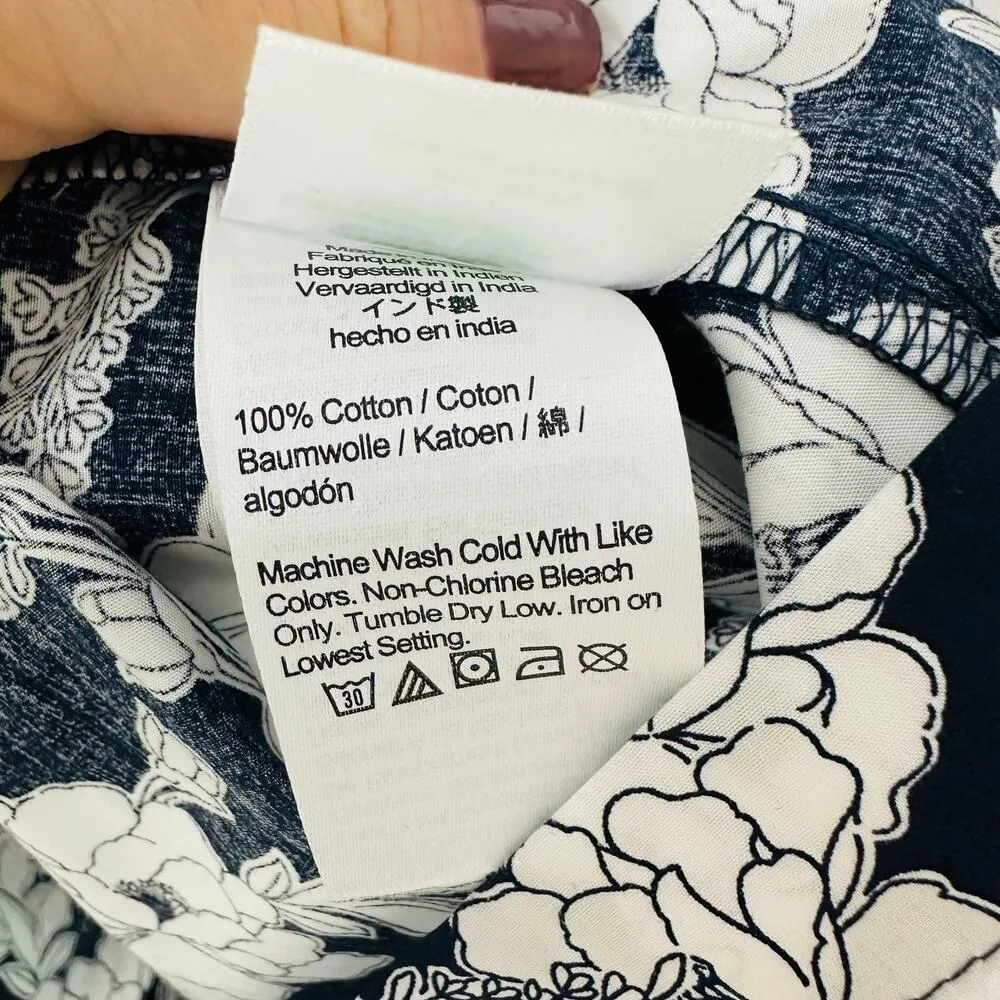 Fabrique en
Hergestellt in Indien
Vervaardigd in India
インド製
hecho en india
100% Cotton / Coton /
Baumwolle / Katoen / 綿 /
algodón
Machine Wash Cold With Like
Colors. Non-Chlorine Bleach
Only. Tumble Dry Low. Iron on
Lowest Setting.
30